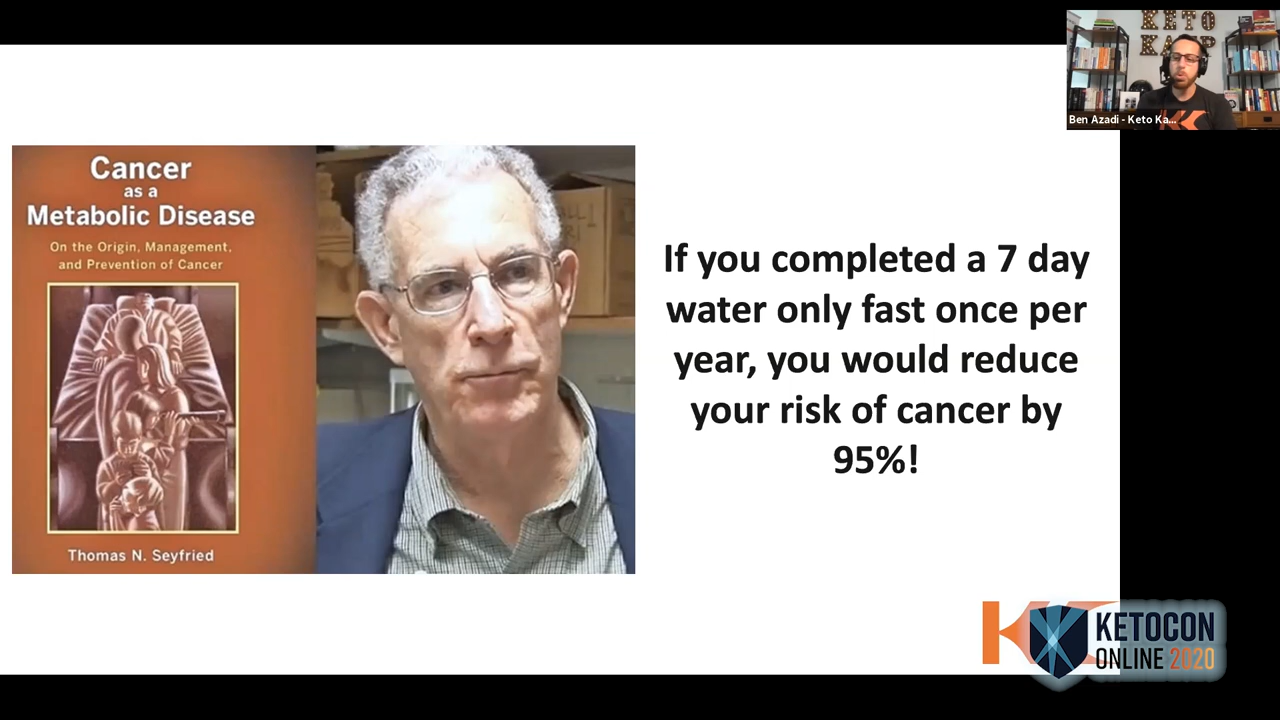 KETO
Ben Azadi - Keto Ka...
Cancer
as a
Metabolic Disease
On the Origin, Management,
and Prevention of Cancer
Thomas N. Seyfried
If you completed a 7 day
water only fast once per
year, you would reduce
your risk of cancer by
95%!
KETOCON
ONLINE 2020